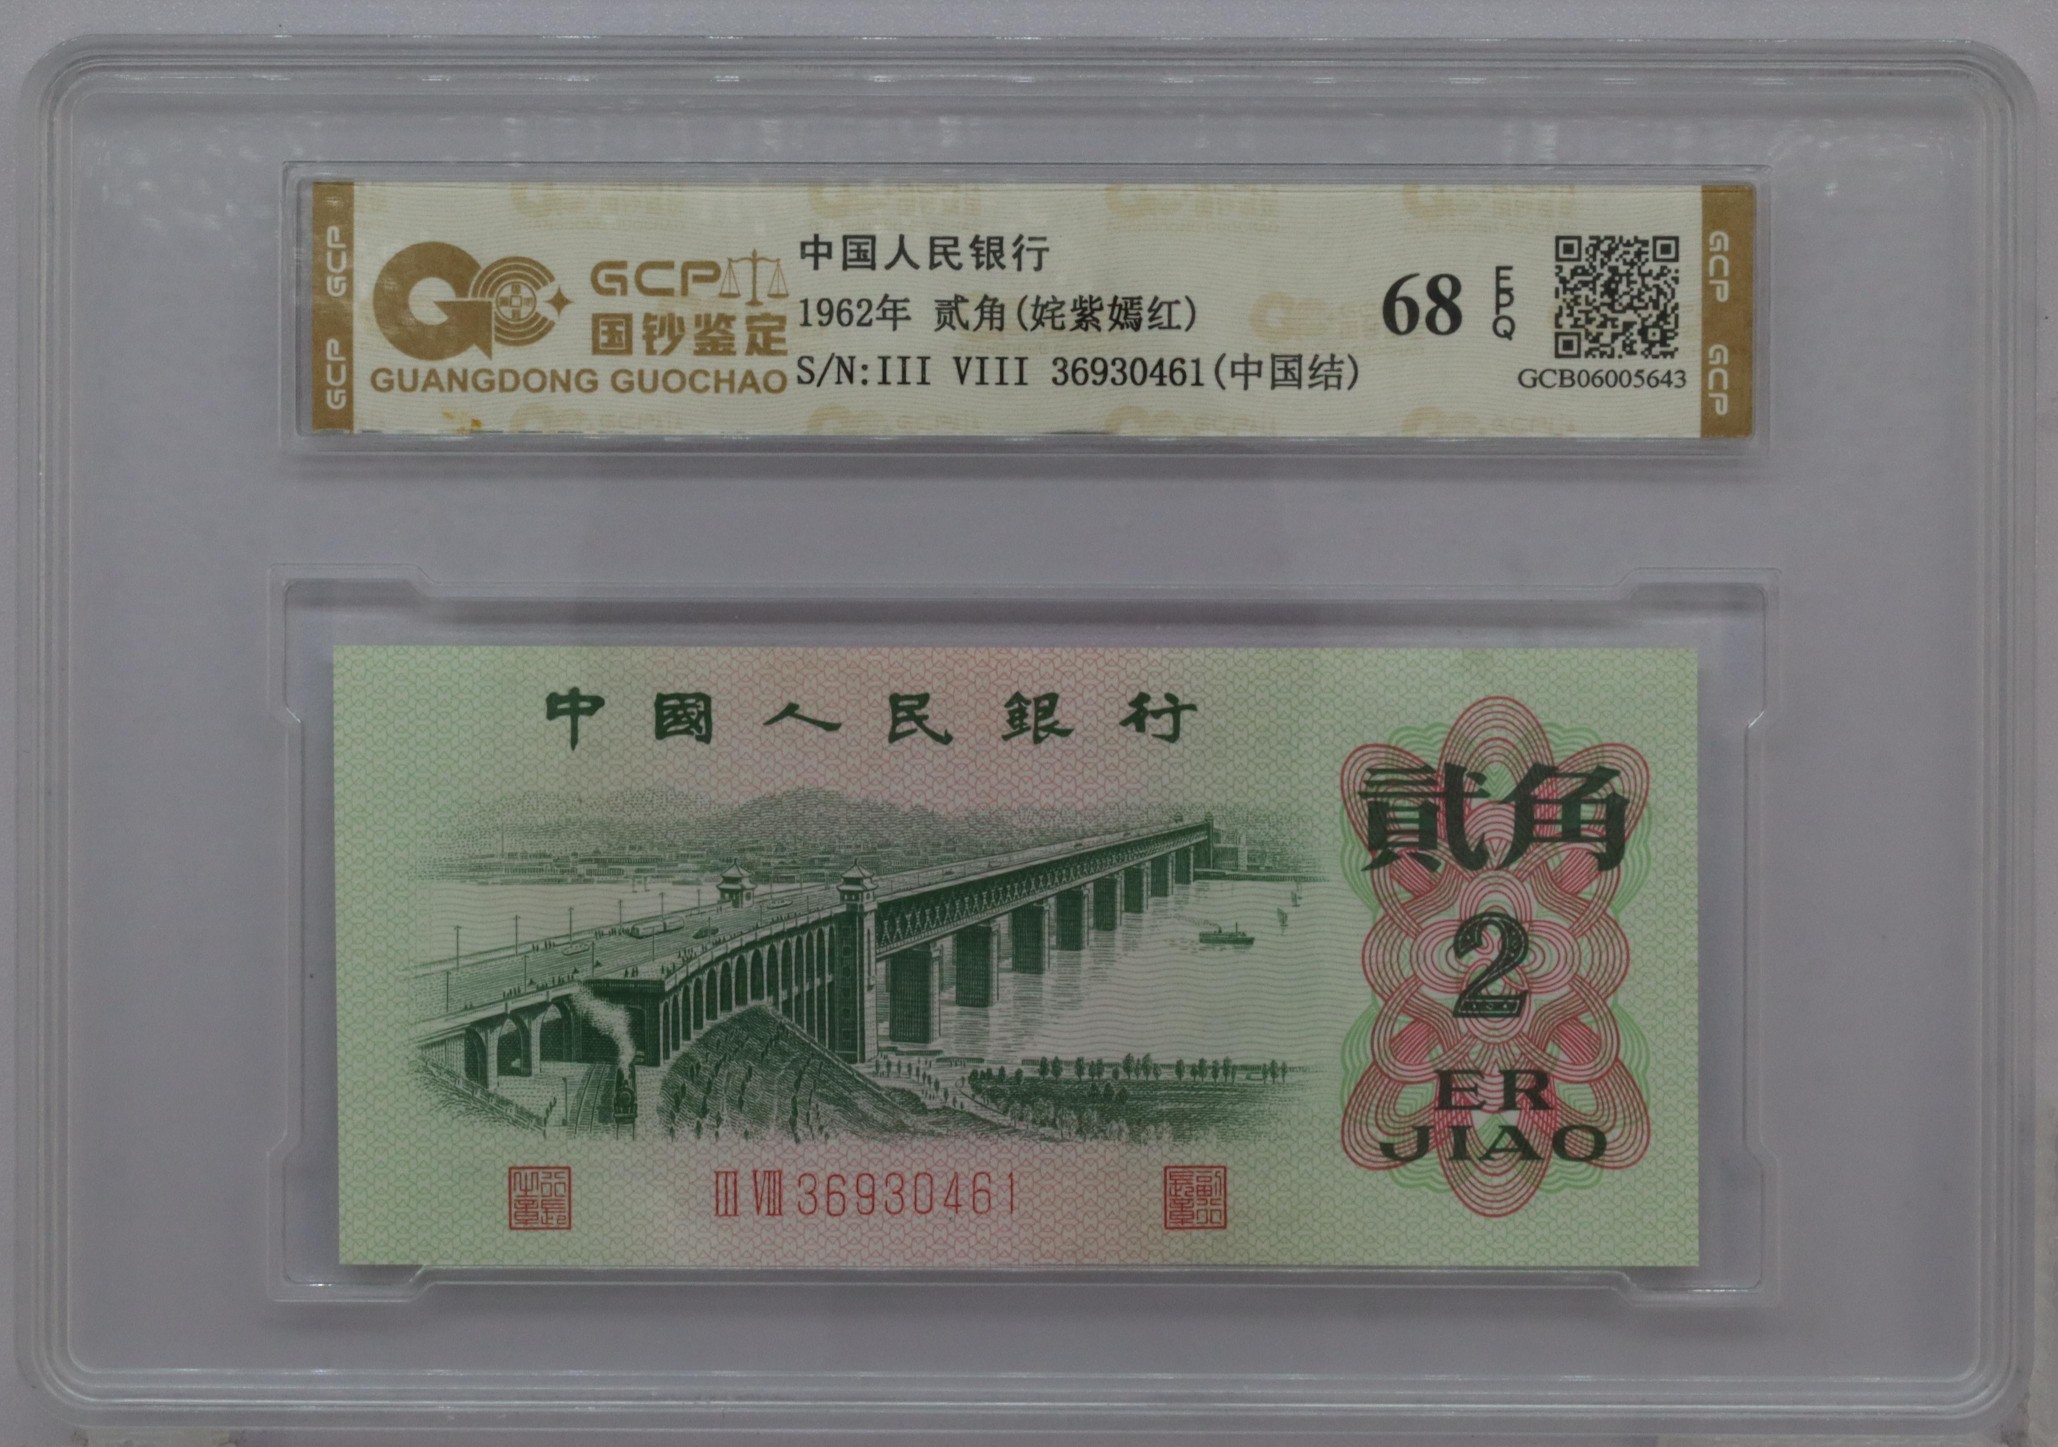 GCP
GCP
GCP
国钞鉴定
GUANGDONG GUOCHAO
中国人民银行
1962年 贰角(姹紫嫣红)
S/N:III VIII 36930461(中国结)
68 EPQ
GCB06005643
GCP
GCP
中國人民銀行
貳角
2
ER
JIAO
III VIII 36930461